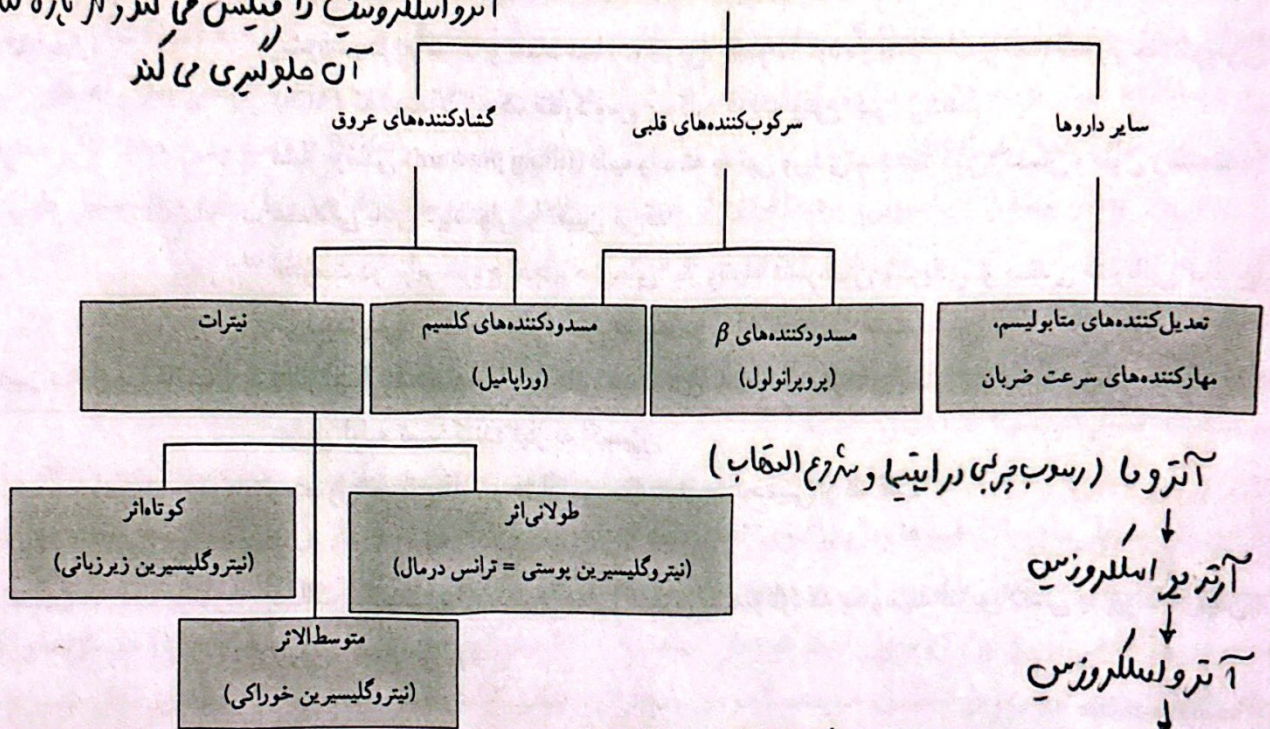 آن جلوگیری می کند
گشادکننده‌های عروق
سرکوب‌کننده‌های قلبی
سایر داروها
نیترات
مسدودکننده‌های کلسیم
(وراپامیل)
مسدودکننده‌های β
(پروپرانولول)
تعدیل‌کننده‌های متابولیسم.
مهارکننده‌های سرعت ضربان
کوتاه‌اثر
(نیتروگلیسیرین زیرزبانی)
طولانی‌اثر
(نیتروگلیسیرین پوستی = ترانس درمال)
متوسط‌الاثر
(نیتروگلیسیرین خوراکی)
آتروما (رسوب چربی در اینتیما و شروع التهاب)
↓
آرتریو اسکلروزیس
↓
آترواسکلروزیس
↓